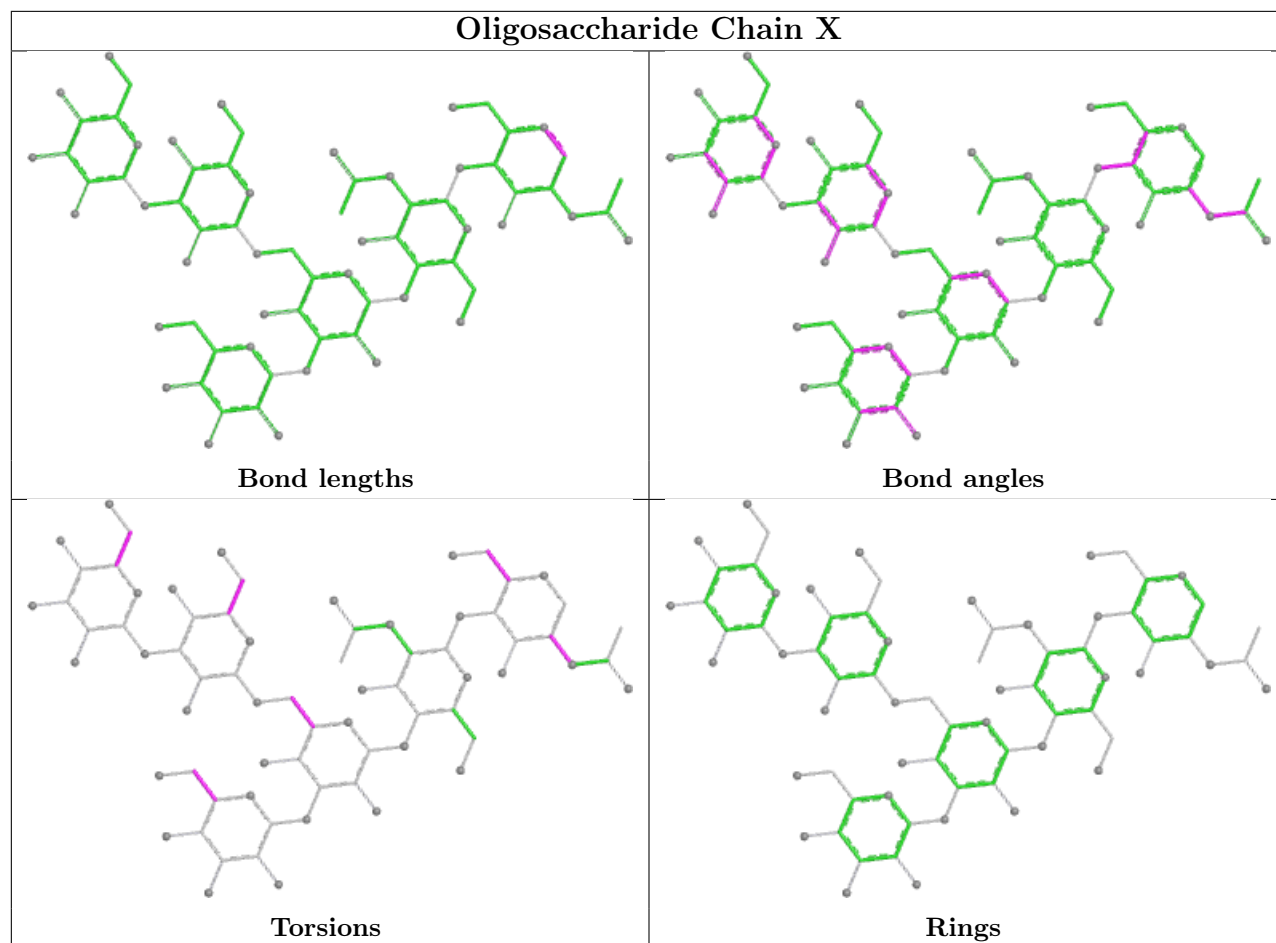 Oligosaccharide Chain X
Bond lengths
Bond angles
Torsions
Rings